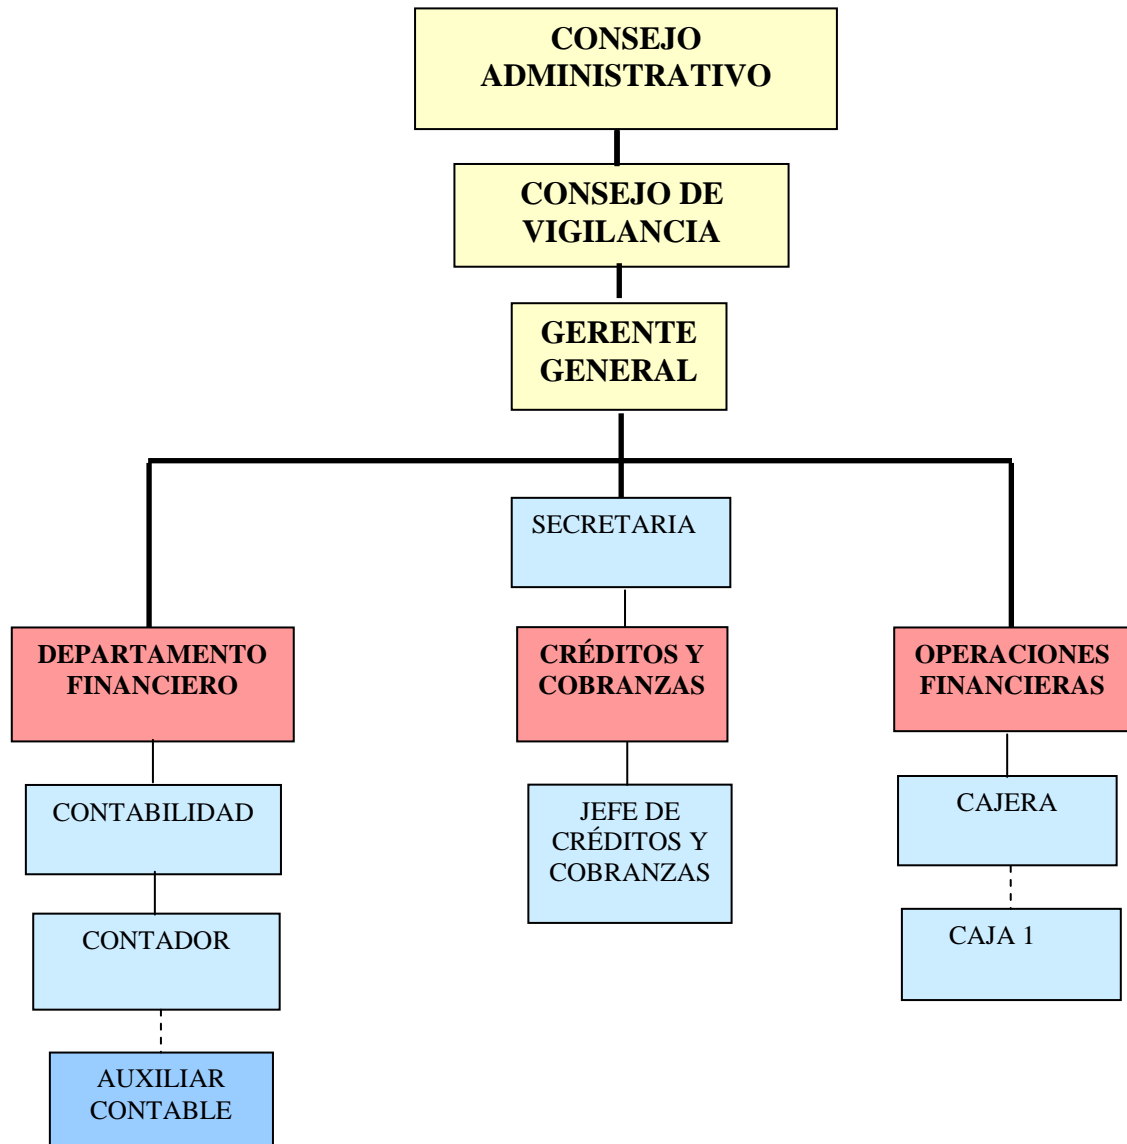 CONSEJO
ADMINISTRATIVO
CONSEJO DE
VIGILANCIA
GERENTE
GENERAL
SECRETARIA
DEPARTAMENTO
FINANCIERO
CRÉDITOS Y
COBRANZAS
OPERACIONES
FINANCIERAS
CONTABILIDAD
JEFE DE
CRÉDITOS Y
COBRANZAS
CAJERA
CONTADOR
CAJA 1
AUXILIAR
CONTABLE